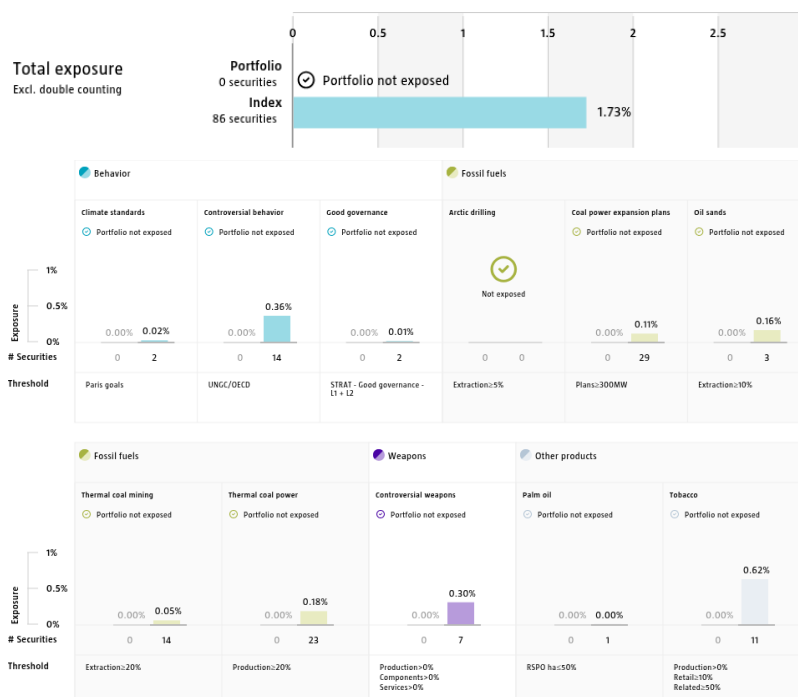 0 0.5 1 1.5 2 2.5
Total exposure
Excl. double counting
Portfolio
0 securities
Portfolio not exposed
Index
86 securities
1.73%
Behavior
Fossil fuels
Climate standards
Controversial behavior
Good governance
Arctic drilling
Coal power expansion plans
Oil sands
Portfolio not exposed
Portfolio not exposed
Portfolio not exposed
Not exposed
Portfolio not exposed
Portfolio not exposed
Exposure
1%
0.5%
0%
0.00% 0.02%
0.00% 0.36%
0.00% 0.01%
0.00% 0.11%
0.00% 0.16%
# Securities
0 2
0 14
0 2
0 0
0 29
0 3
Threshold
Paris goals
UNGC/OECD
STRAT - Good governance -
L1 + L2
Extraction≥5%
Plans≥300MW
Extraction≥10%
Fossil fuels
Weapons
Other products
Thermal coal mining
Thermal coal power
Controversial weapons
Palm oil
Tobacco
Portfolio not exposed
Portfolio not exposed
Portfolio not exposed
Portfolio not exposed
Portfolio not exposed
Exposure
1%
0.5%
0%
0.00% 0.05%
0.00% 0.18%
0.00% 0.30%
0.00% 0.00%
0.00% 0.62%
# Securities
0 14
0 23
0 7
0 1
0 11
Threshold
Extraction≥20%
Production≥20%
Production>0%
Components>0%
Services>0%
RSPO ha≤50%
Production>0%
Retail≥10%
Related≥50%